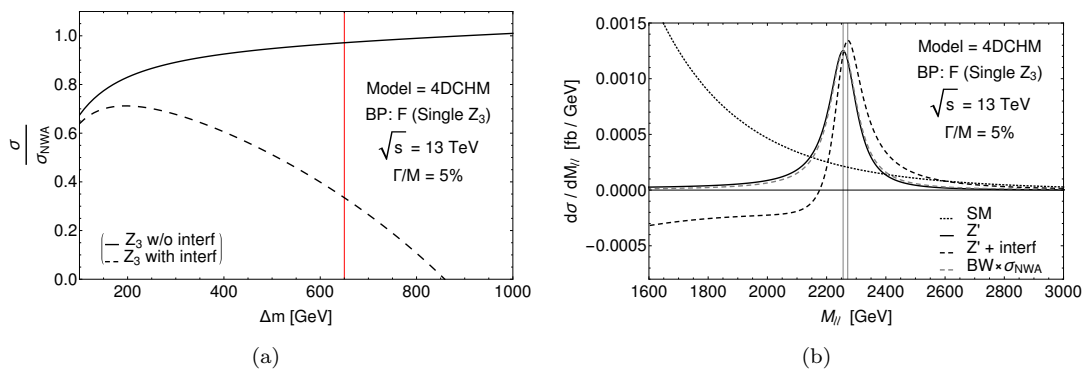 1.0
0.8
0.6
0.4
0.2
0.0
σ
σNWA
Model = 4DCHM
BP: F (Single Z₃)
√s = 13 TeV
Γ/M = 5%
Z₃ w/o interf
Z₃ with interf
200 400 600 800 1000
Δm [GeV]
(a)
0.0015
0.0010
0.0005
0.0000
-0.0005
dσ / dM_ll [fb / GeV]
Model = 4DCHM
BP: F (Single Z₃)
√s = 13 TeV
Γ/M = 5%
SM
Z'
Z' + interf
BW×σNWA
1600 1800 2000 2200 2400 2600 2800 3000
M_ll [GeV]
(b)